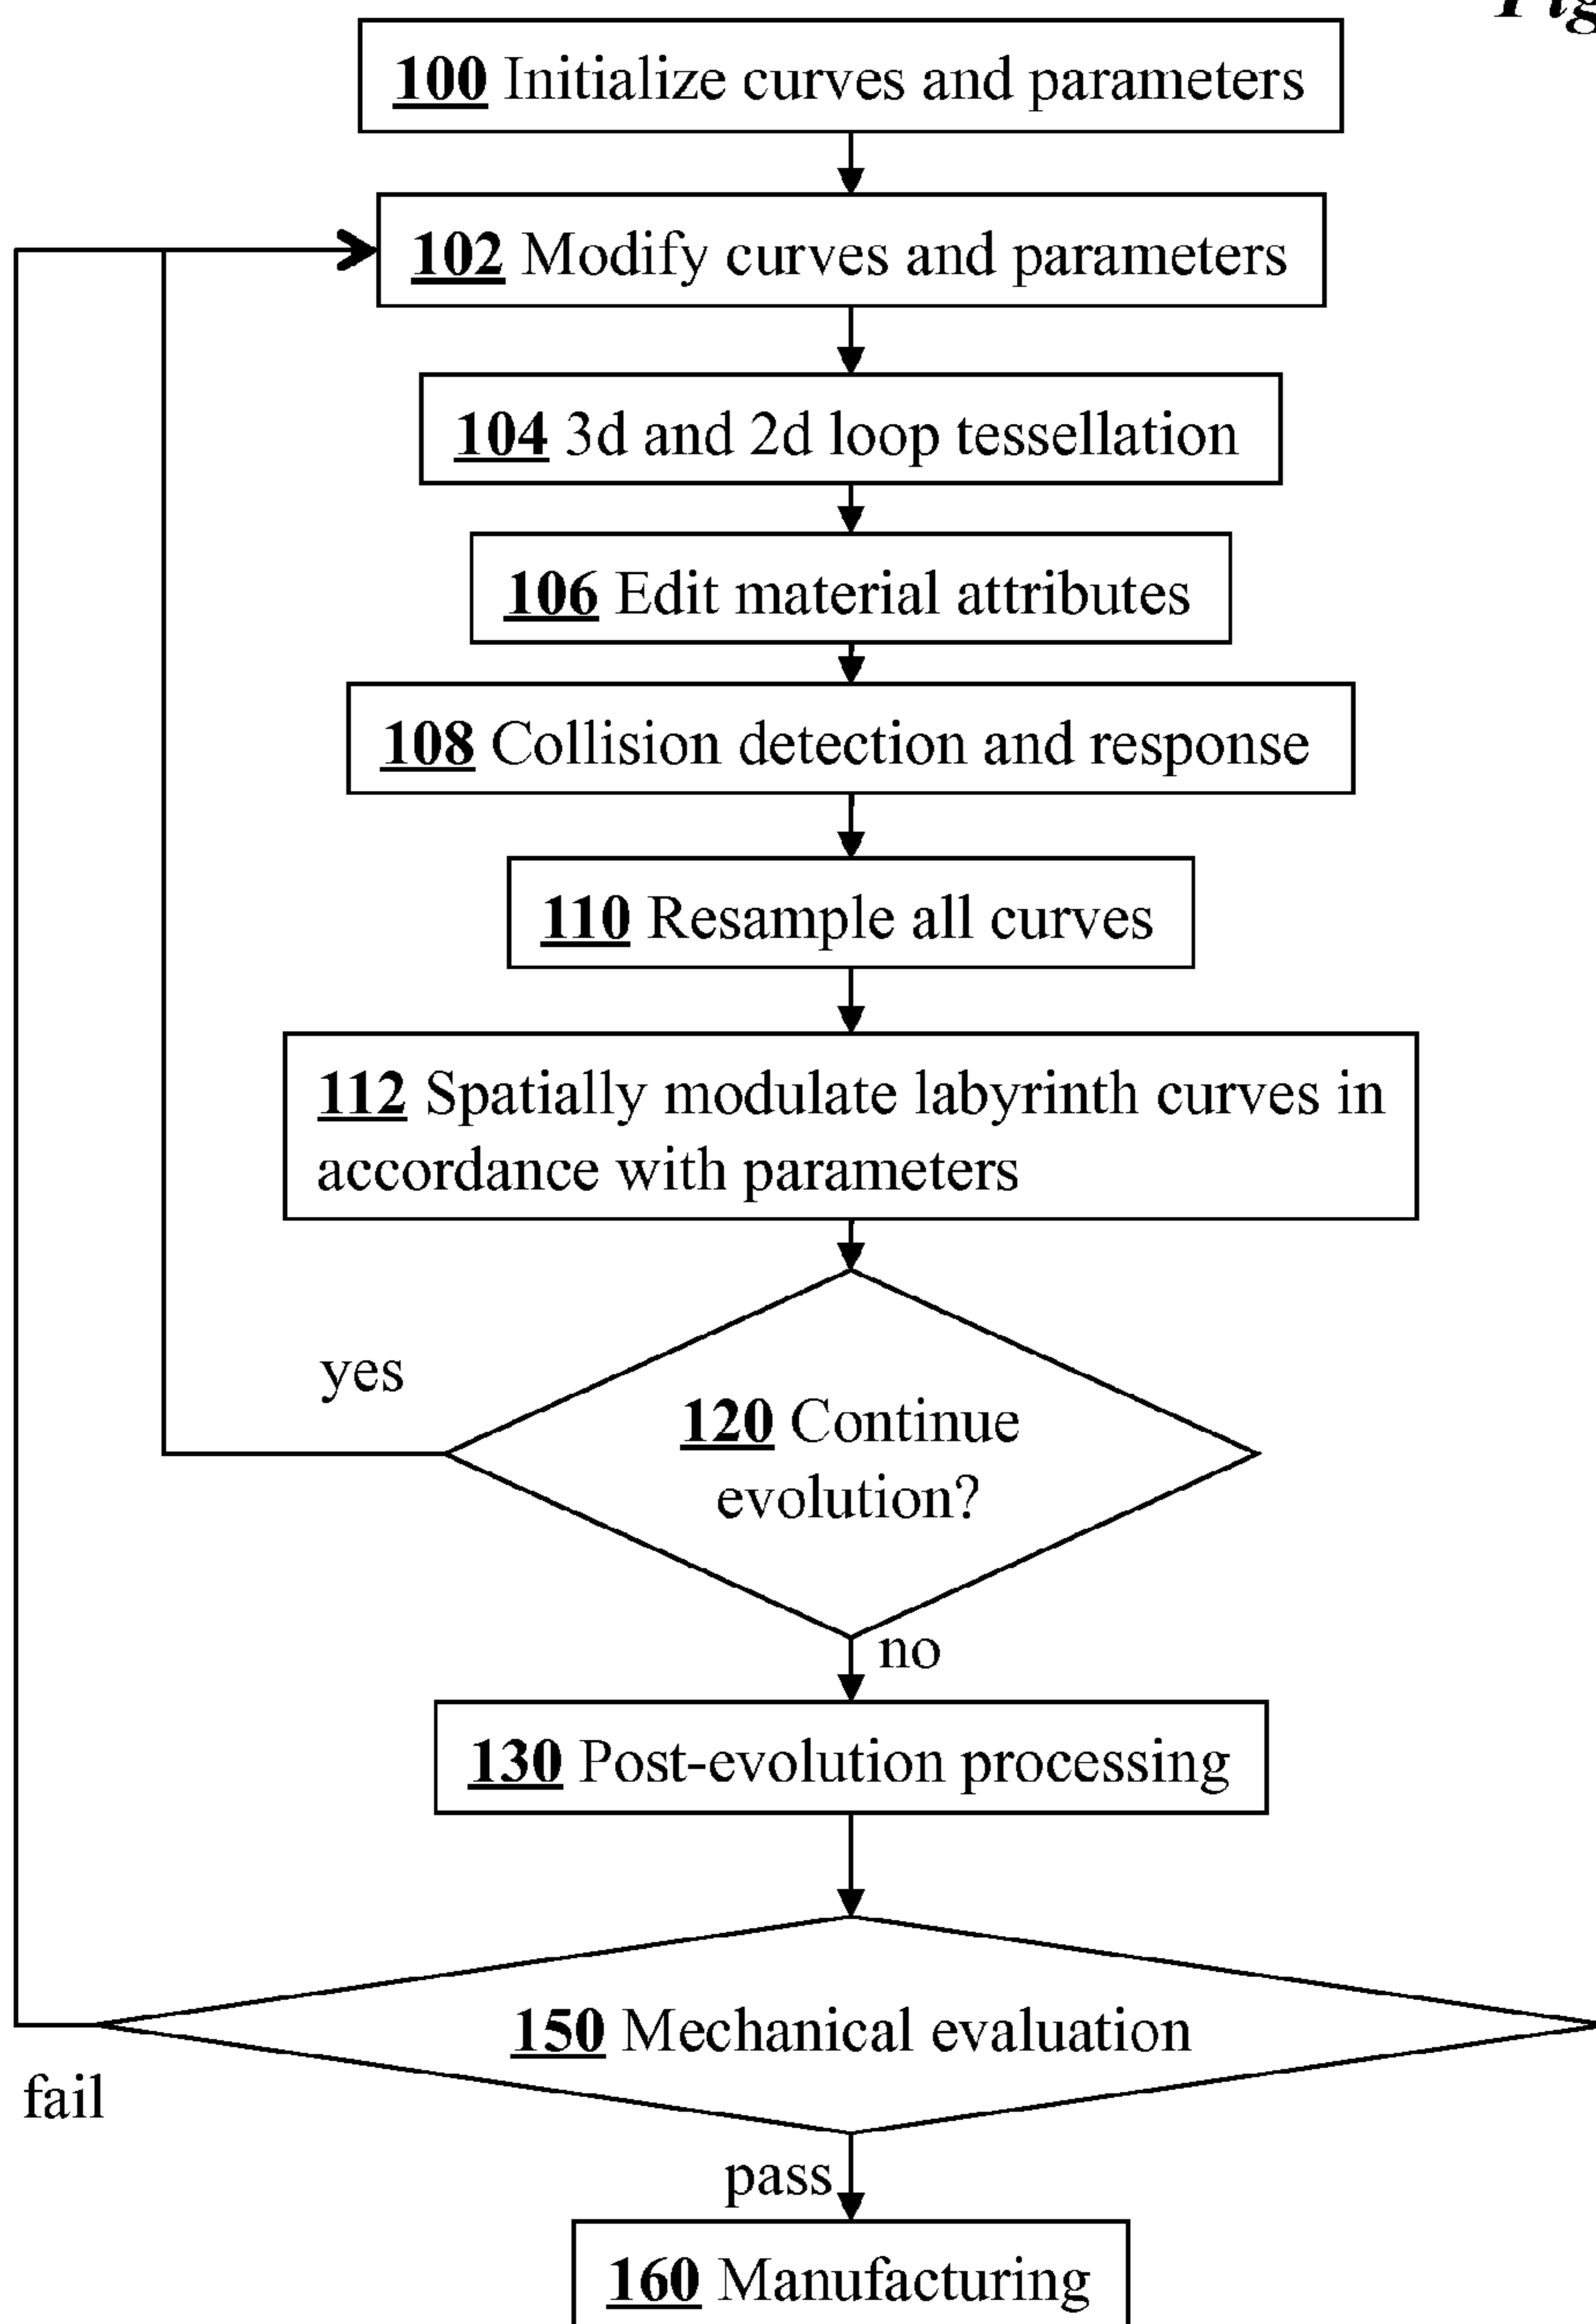 100 Initialize curves and parameters
102 Modify curves and parameters
104 3d and 2d loop tessellation
106 Edit material attributes
108 Collision detection and response
110 Resample all curves
112 Spatially modulate labyrinth curves in
accordance with parameters
yes
120 Continue
evolution?
no
130 Post-evolution processing
150 Mechanical evaluation
fail
pass
160 Manufacturing